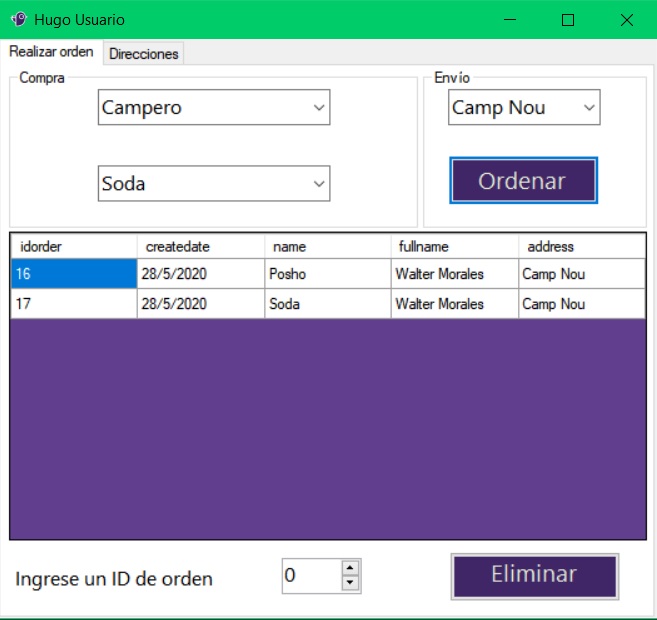 Hugo Usuario
Realizar orden Direcciones
Compra Envío
Campero Camp Nou
Soda Ordenar
idorder createdate name fullname address
16 28/5/2020 Posho Walter Morales Camp Nou
17 28/5/2020 Soda Walter Morales Camp Nou
Ingrese un ID de orden 0 Eliminar